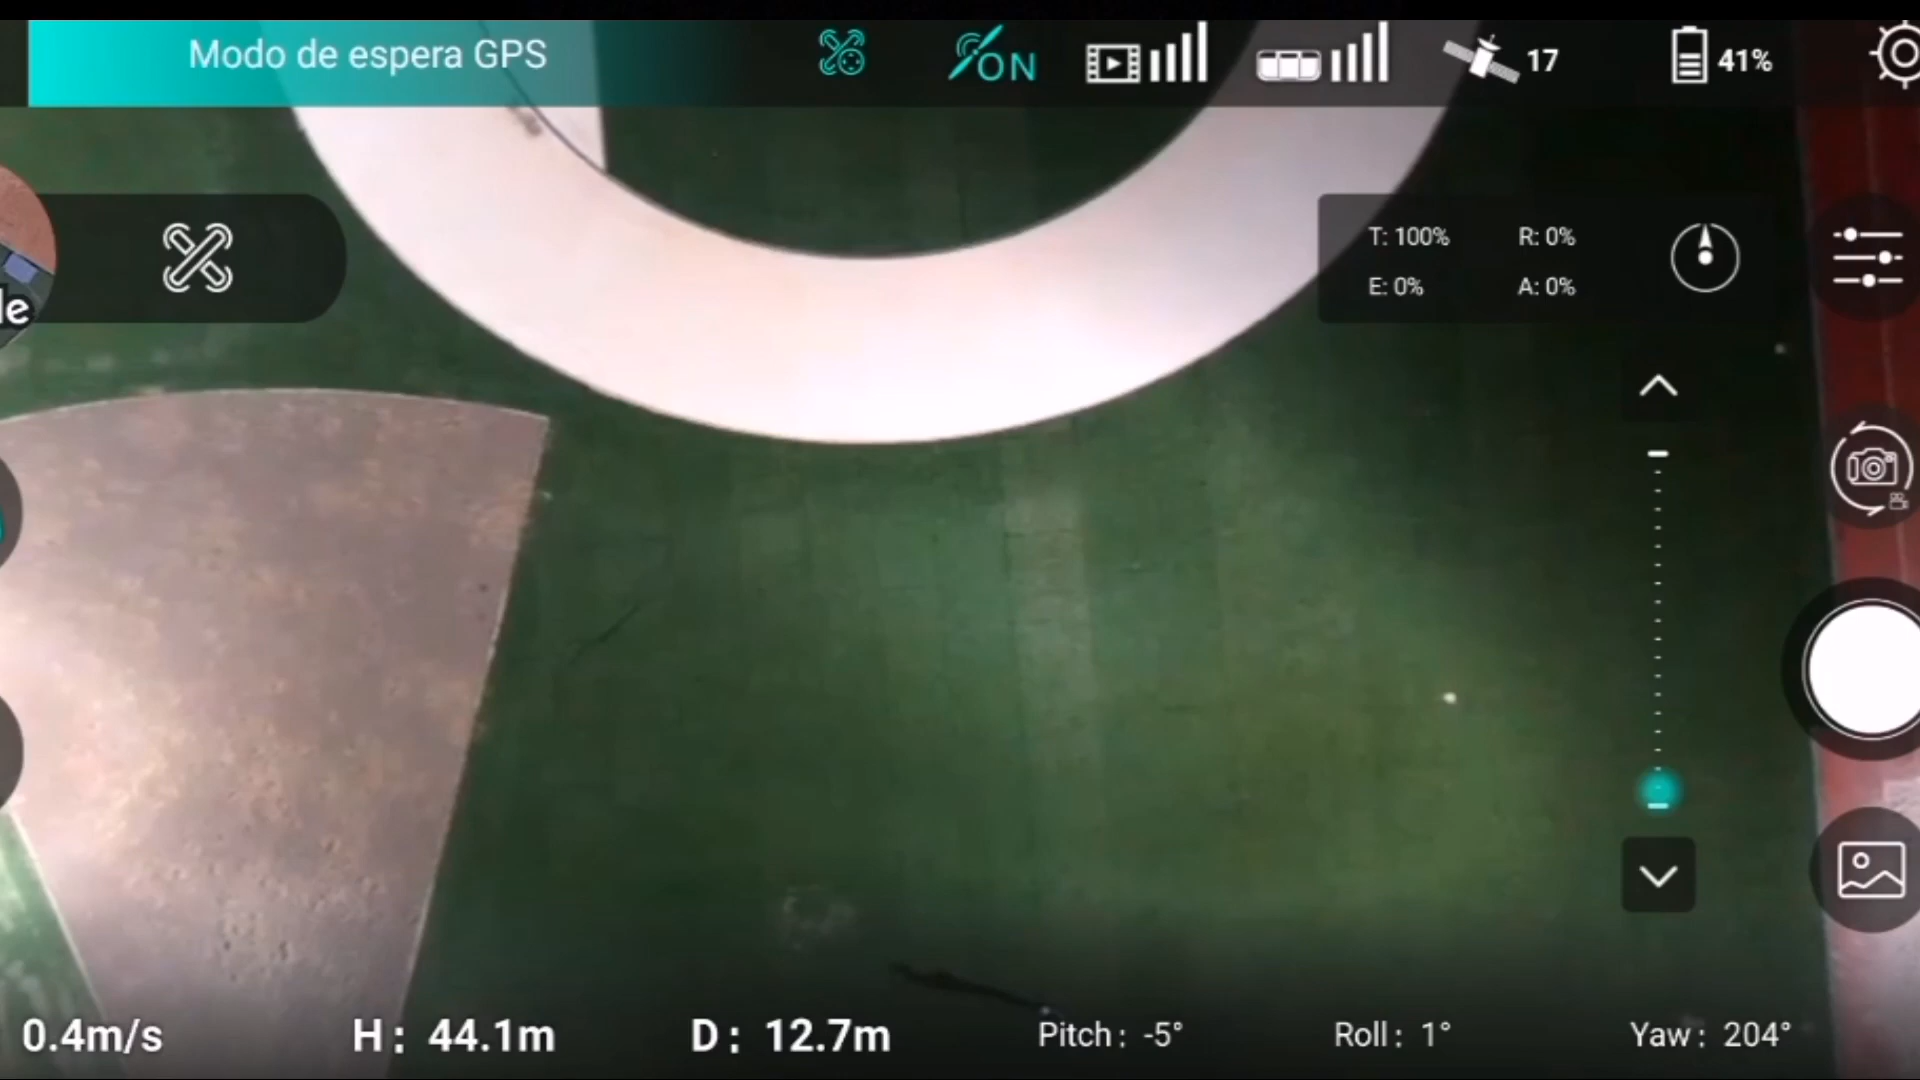 Modo de espera GPS
ON
17
41%
T: 100% R: 0%
E: 0% A: 0%
le
0.4m/s H: 44.1m D: 12.7m Pitch: -5° Roll: 1° Yaw: 204°